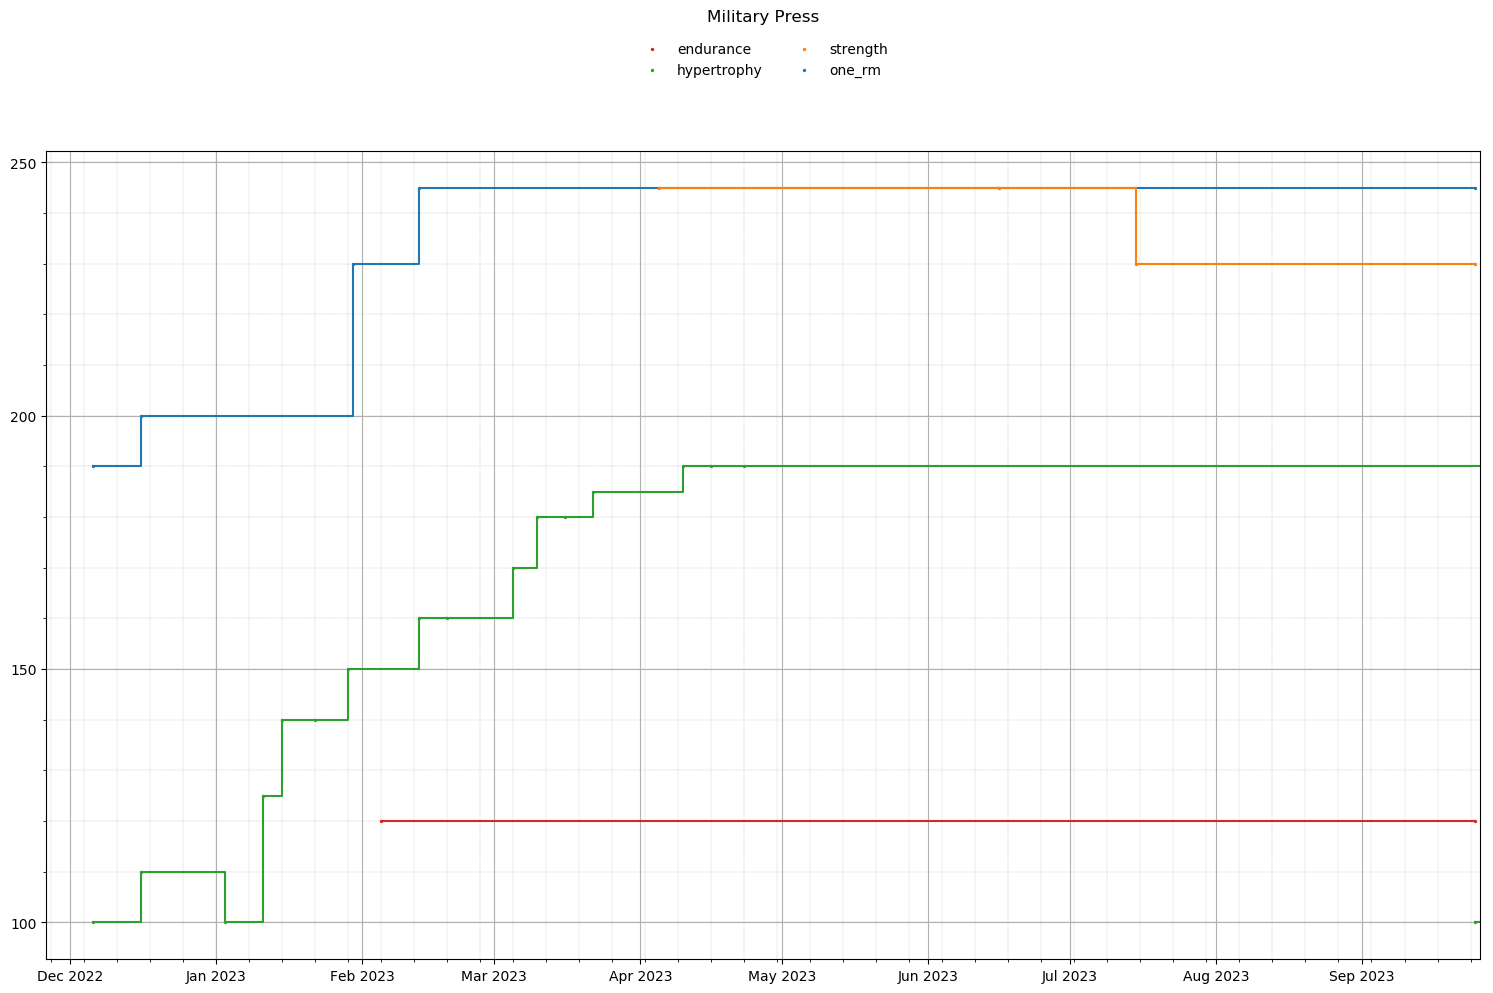 Military Press
endurance strength
hypertrophy one_rm
250
200
150
100
Dec 2022 Jan 2023 Feb 2023 Mar 2023 Apr 2023 May 2023 Jun 2023 Jul 2023 Aug 2023 Sep 2023